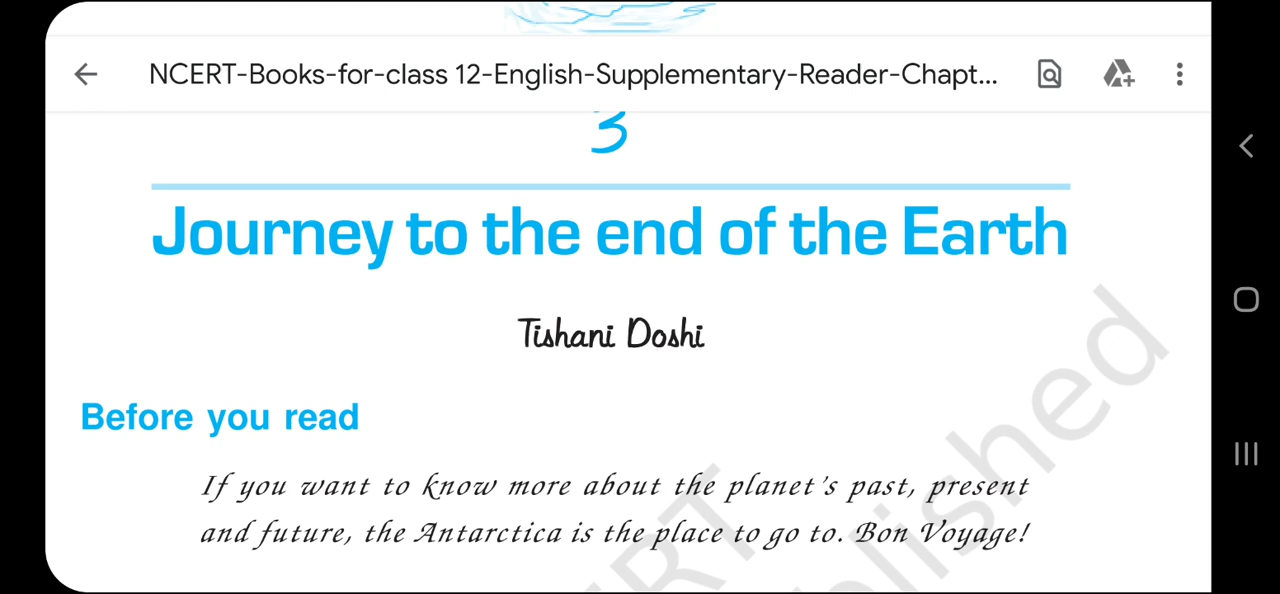 NCERT-Books-for-class 12-English-Supplementary-Reader-Chapt...
3
Journey to the end of the Earth
Tishani Doshi
Before you read
If you want to know more about the planet's past, present
and future, the Antarctica is the place to go to. Bon Voyage!